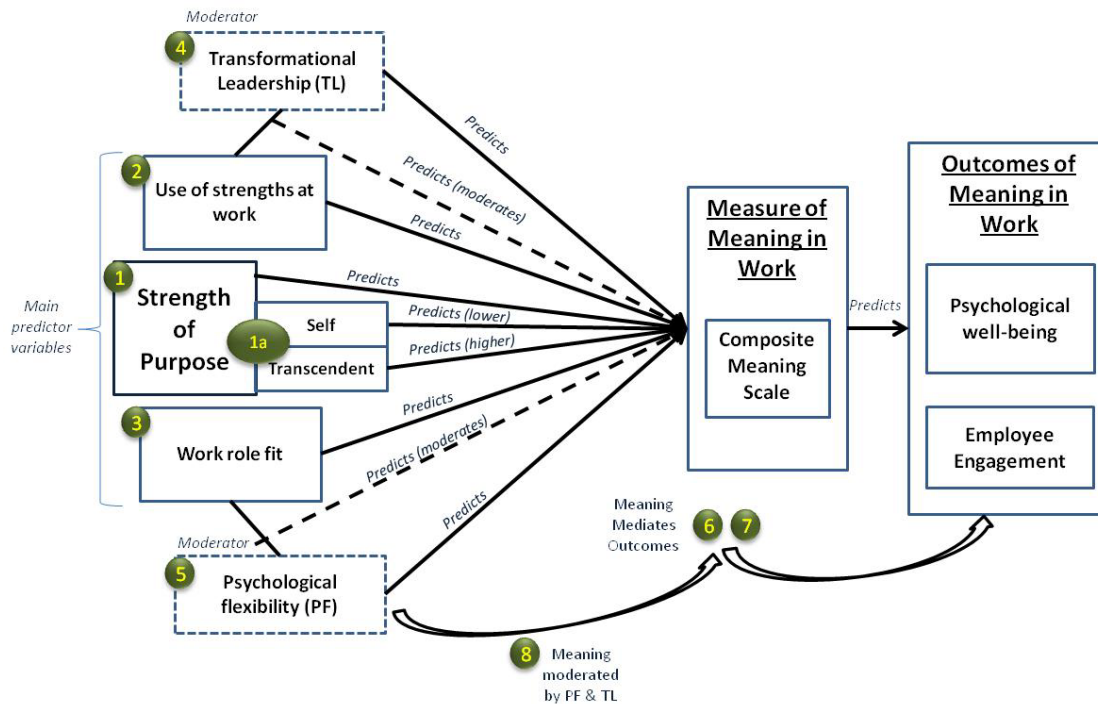 Moderator
4
Transformational
Leadership (TL)
Predicts
Predicts (moderates)
2
Use of strengths at
work
Predicts
Main
predictor
variables
1
Strength
of
Purpose
1a
Self
Transcendent
Predicts
Predicts (lower)
Predicts (higher)
3
Work role fit
Predicts
Predicts (moderates)
Predicts
Moderator
5
Psychological
flexibility (PF)
Measure of
Meaning in
Work
Composite
Meaning
Scale
Predicts
Outcomes of
Meaning in
Work
Psychological
well-being
Employee
Engagement
Meaning
Mediates
Outcomes
6
7
8
Meaning
moderated
by PF & TL